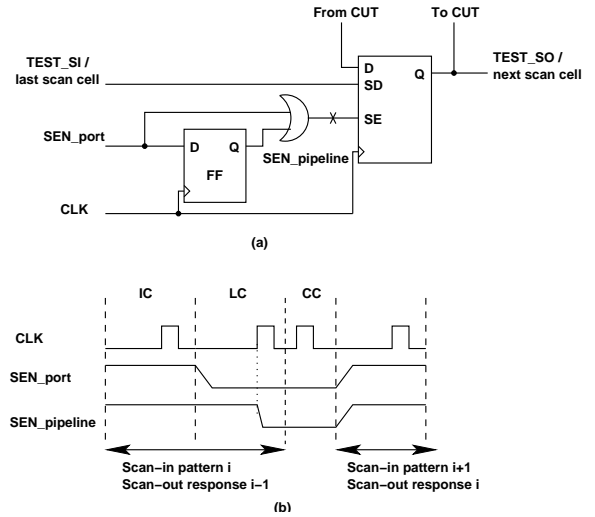 From CUT
To CUT
TEST_SI /
last scan cell
D
SD
Q
TEST_SO /
next scan cell
SE
SEN_port
D
Q
FF
SEN_pipeline
CLK
(a)
IC
LC
CC
CLK
SEN_port
SEN_pipeline
Scan-in pattern i
Scan-out response i-1
Scan-in pattern i+1
Scan-out response i
(b)